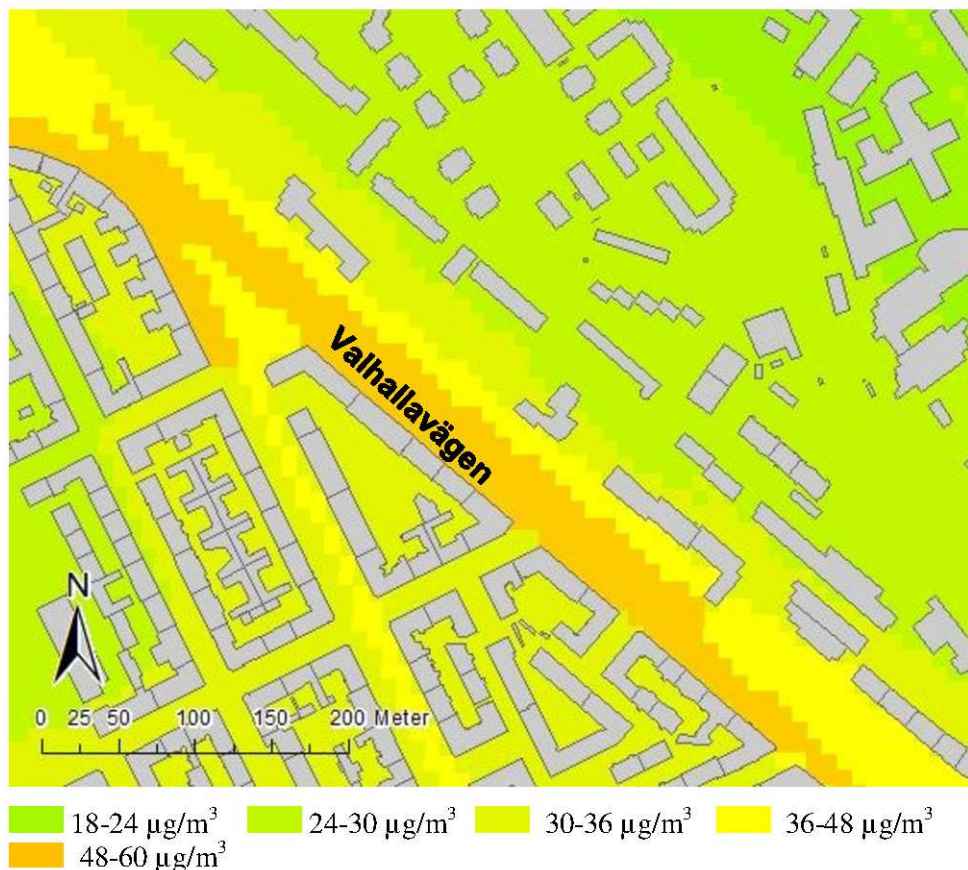 Valhallavägen
N
0 25 50 100 150 200 Meter
18-24 µg/m³ 24-30 µg/m³ 30-36 µg/m³ 36-48 µg/m³
48-60 µg/m³